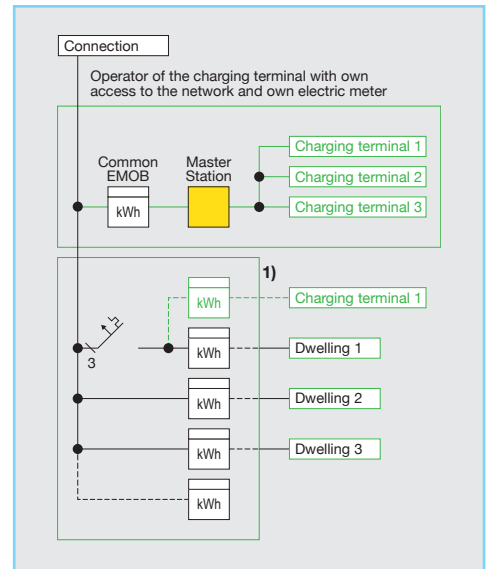 Connection
Operator of the charging terminal with own
access to the network and own electric meter
Common
EMOB
Master
Station
kWh
Charging terminal 1
Charging terminal 2
Charging terminal 3
1)
kWh
Charging terminal 1
3
kWh
Dwelling 1
kWh
Dwelling 2
kWh
Dwelling 3
kWh